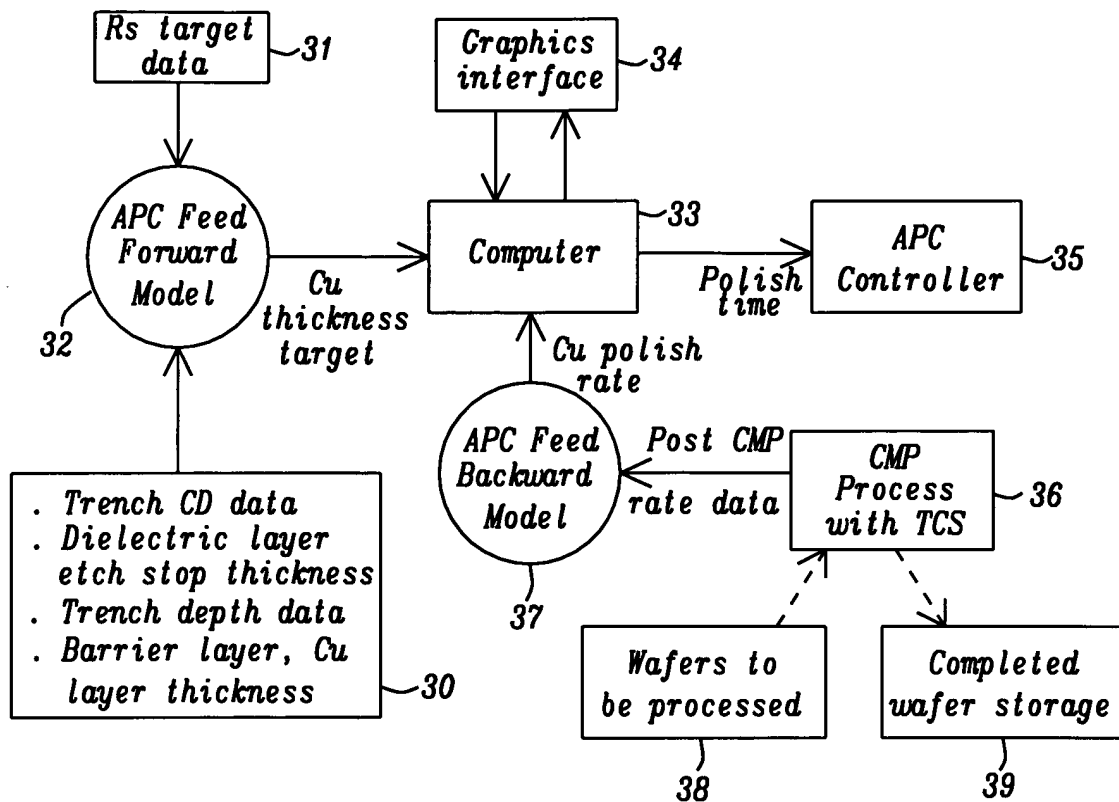 Rs target
data
31
Graphics
interface
34
APC Feed
Forward
Model
32
Cu
thickness
target
Computer
33
Polish
time
APC
Controller
35
Cu polish
rate
APC Feed
Backward
Model
37
Post CMP
rate data
CMP
Process
with TCS
36
. Trench CD data
. Dielectric layer
etch stop thickness
. Trench depth data
. Barrier layer, Cu
layer thickness
30
Wafers to
be processed
38
Completed
wafer storage
39